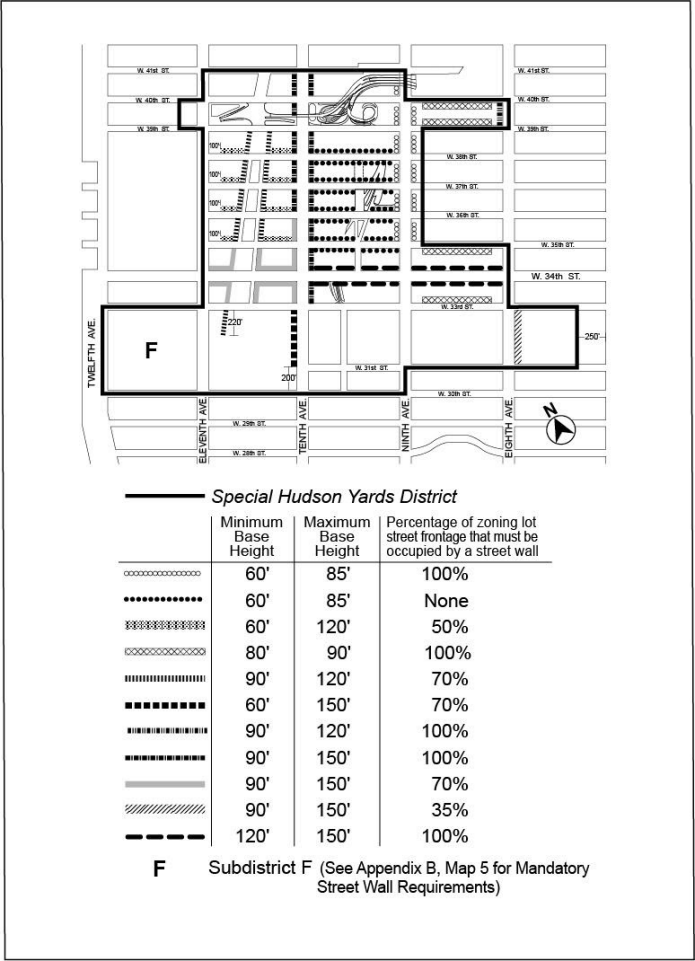 W. 41st ST.
W. 41st ST.
W. 40th ST.
W. 40th ST.
W. 39th ST.
W. 39th ST.
100'
W. 38th ST.
100'
W. 37th ST.
100'
W. 36th ST.
W. 35th ST.
W. 34th ST.
W. 33rd ST.
220'
250'
F
W. 31st ST.
200'
W. 30th ST.
TWELFTH AVE.
ELEVENTH AVE.
TENTH AVE.
NINTH AVE.
EIGHTH AVE.
N
W. 29th ST.
W. 28th ST.
Special Hudson Yards District
Minimum Base Height
Maximum Base Height
Percentage of zoning lot street frontage that must be occupied by a street wall
60' 85' 100%
60' 85' None
60' 120' 50%
80' 90' 100%
90' 120' 70%
60' 150' 70%
90' 120' 100%
90' 150' 100%
90' 150' 70%
90' 150' 35%
120' 150' 100%
F Subdistrict F (See Appendix B, Map 5 for Mandatory
Street Wall Requirements)